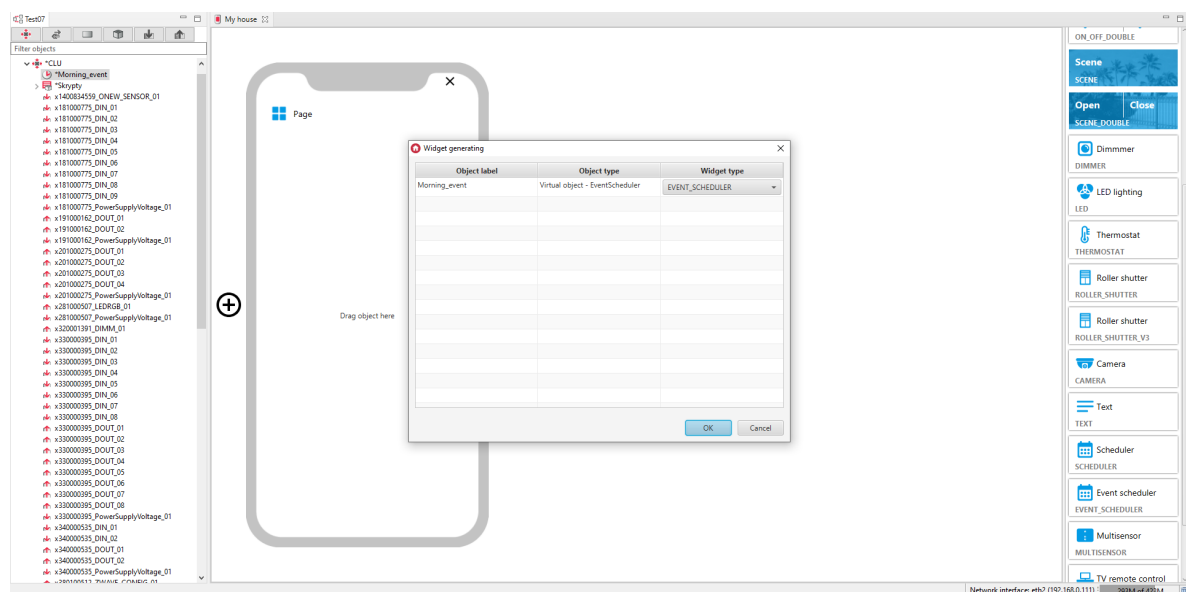 Test07
My house
Filter objects
*CLU
*Morning_event
*Skrypty
x1400834559_ONEW_SENSOR_01
x181000775_DIN_01
x181000775_DIN_02
x181000775_DIN_03
x181000775_DIN_04
x181000775_DIN_05
x181000775_DIN_06
x181000775_DIN_07
x181000775_DIN_08
x181000775_DIN_09
x181000775_PowerSupplyVoltage_01
x191000162_DOUT_01
x191000162_DOUT_02
x191000162_PowerSupplyVoltage_01
x201000275_DOUT_01
x201000275_DOUT_02
x201000275_DOUT_03
x201000275_DOUT_04
x201000275_PowerSupplyVoltage_01
x281000507_LEDRGB_01
x281000507_PowerSupplyVoltage_01
x320001391_DIMM_01
x330000395_DIN_01
x330000395_DIN_02
x330000395_DIN_03
x330000395_DIN_04
x330000395_DIN_05
x330000395_DIN_06
x330000395_DIN_07
x330000395_DIN_08
x330000395_DOUT_01
x330000395_DOUT_02
x330000395_DOUT_03
x330000395_DOUT_04
x330000395_DOUT_05
x330000395_DOUT_06
x330000395_DOUT_07
x330000395_DOUT_08
x330000395_PowerSupplyVoltage_01
x340000535_DIN_01
x340000535_DIN_02
x340000535_DOUT_01
x340000535_DOUT_02
x340000535_PowerSupplyVoltage_01
Page
Drag object here
Widget generating
Object label Object type Widget type
Morning_event Virtual object - EventScheduler EVENT_SCHEDULER
OK Cancel
ON_OFF_DOUBLE
Scene
SCENE
Open Close
SCENE_DOUBLE
Dimmmer
DIMMER
LED lighting
LED
Thermostat
THERMOSTAT
Roller shutter
ROLLER_SHUTTER
Roller shutter
ROLLER_SHUTTER_V3
Camera
CAMERA
Text
TEXT
Scheduler
SCHEDULER
Event scheduler
EVENT_SCHEDULER
Multisensor
MULTISENSOR
TV remote control
Network interface: eth2 (192.168.0.111)